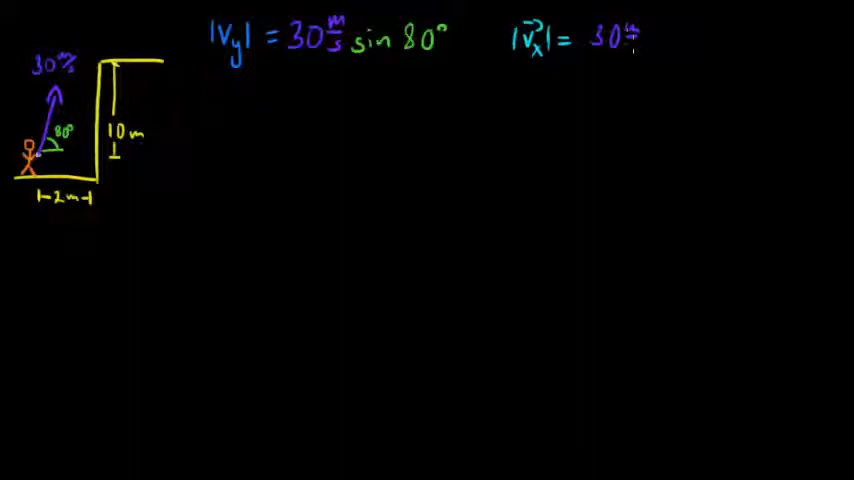 |Vy| = 30 m/s sin 80° |V⃗x| = 30 m
30 m/s
80°
10 m
2 m